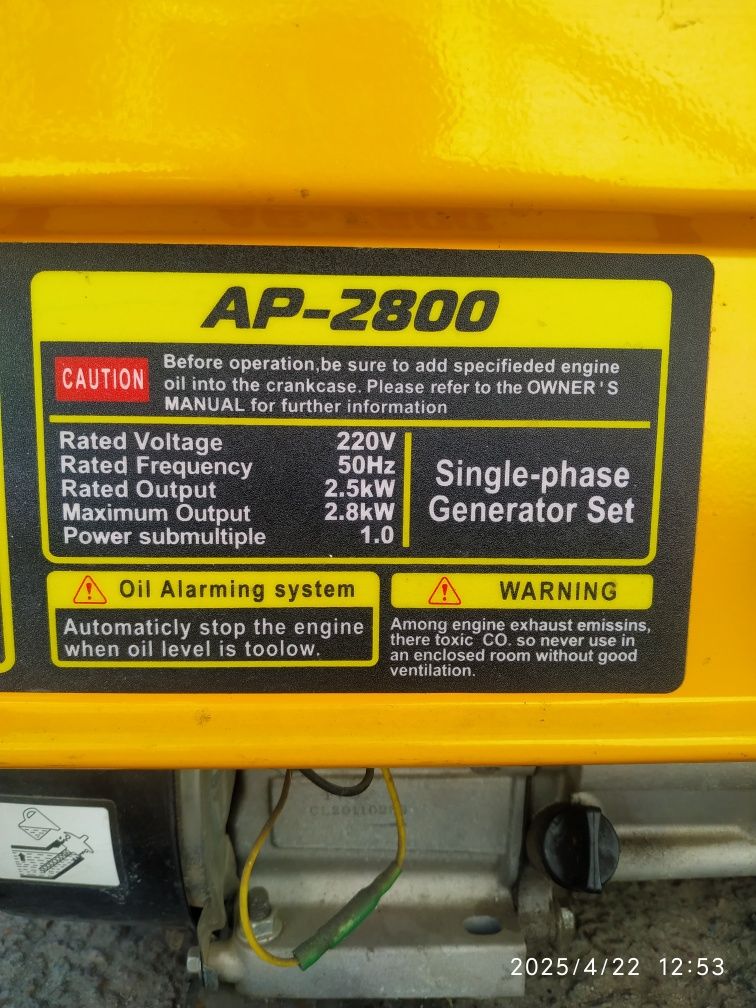 AP-2800
CAUTION
Before operation,be sure to add specifieded engine
oil into the crankcase. Please refer to the OWNER'S
MANUAL for further information
Rated Voltage 220V
Rated Frequency 50Hz
Rated Output 2.5kW
Maximum Output 2.8kW
Power submultiple 1.0
Single-phase
Generator Set
Oil Alarming system
Automaticly stop the engine
when oil level is toolow.
WARNING
Among engine exhaust emissins,
there toxic CO. so never use in
an enclosed room without good
ventilation.
2025/4/22 12:53